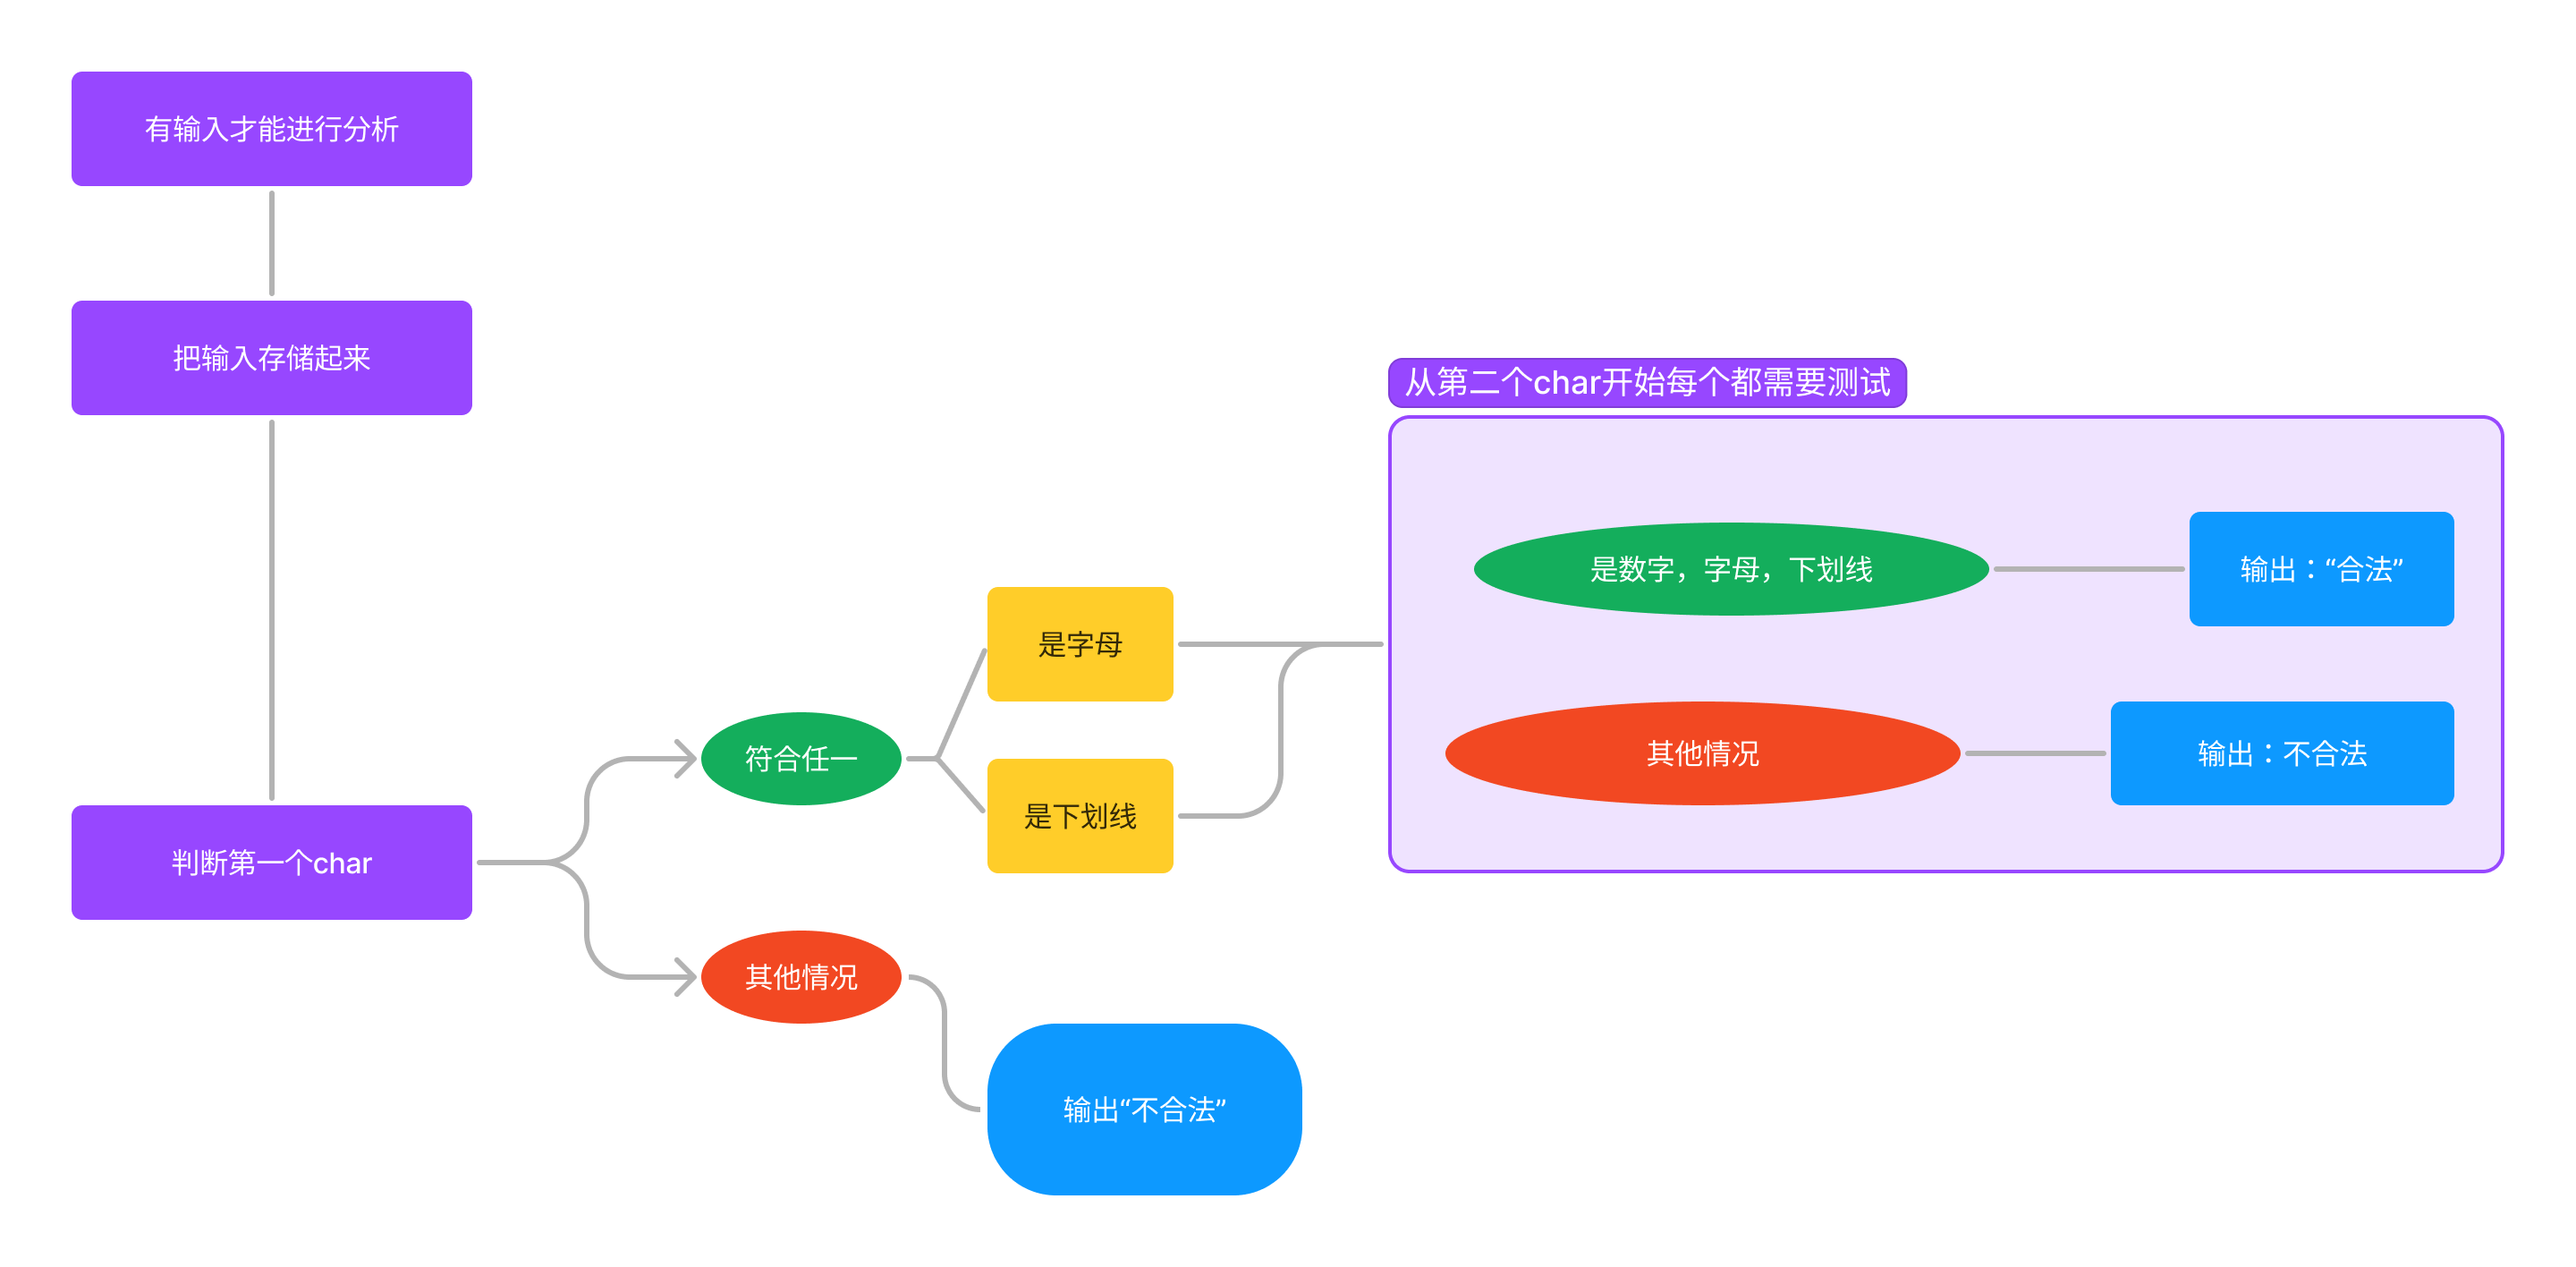 有输入才能进行分析
把输入存储起来
判断第一个char
符合任一
其他情况
是字母
是下划线
输出“不合法”
从第二个char开始每个都需要测试
是数字，字母，下划线
输出：“合法”
其他情况
输出：不合法